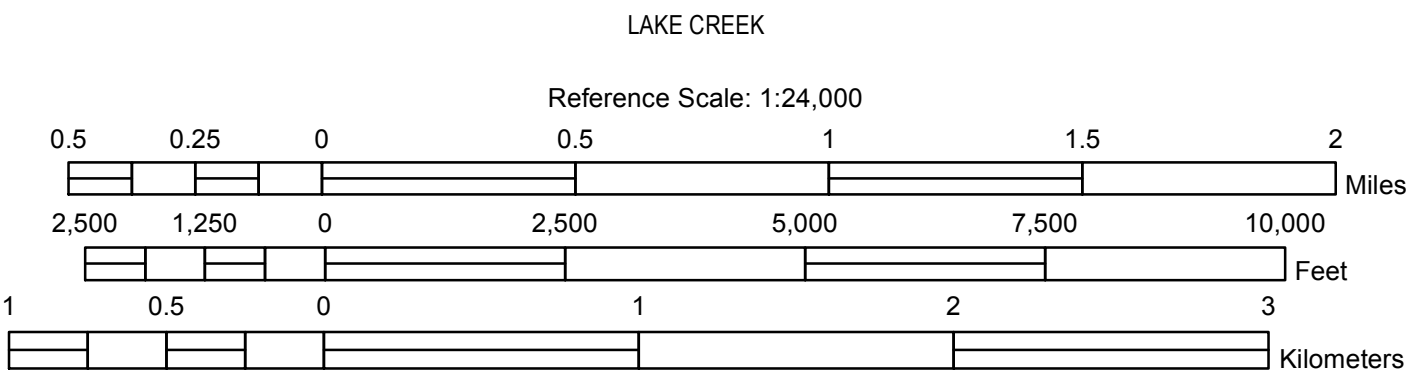 LAKE CREEK
Reference Scale: 1:24,000
0.5 0.25 0 0.5 1 1.5 2
Miles
2,500 1,250 0 2,500 5,000 7,500 10,000
Feet
1 0.5 0 1 2 3
Kilometers